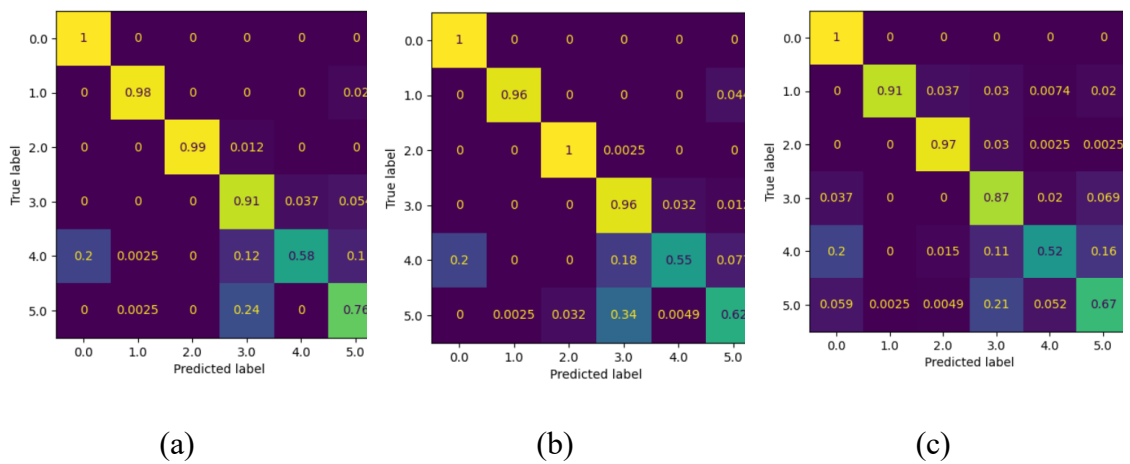 True label
0.0 1 0 0 0 0 0
1.0 0 0.98 0 0 0 0.02
2.0 0 0 0.99 0.012 0 0
3.0 0 0 0 0.91 0.037 0.054
4.0 0.2 0.0025 0 0.12 0.58 0.1
5.0 0 0.0025 0 0.24 0 0.76
0.0 1.0 2.0 3.0 4.0 5.0
Predicted label
(a)
True label
0.0 1 0 0 0 0 0
1.0 0 0.96 0 0 0 0.044
2.0 0 0 1 0.0025 0 0
3.0 0 0 0 0.96 0.032 0.012
4.0 0.2 0 0 0.18 0.55 0.077
5.0 0 0.0025 0.032 0.34 0.0049 0.62
0.0 1.0 2.0 3.0 4.0 5.0
Predicted label
(b)
True label
0.0 1 0 0 0 0 0
1.0 0 0.91 0.037 0.03 0.0074 0.02
2.0 0 0 0.97 0.03 0.0025 0.0025
3.0 0.037 0 0 0.87 0.02 0.069
4.0 0.2 0 0.015 0.11 0.52 0.16
5.0 0.059 0.0025 0.0049 0.21 0.052 0.67
0.0 1.0 2.0 3.0 4.0 5.0
Predicted label
(c)